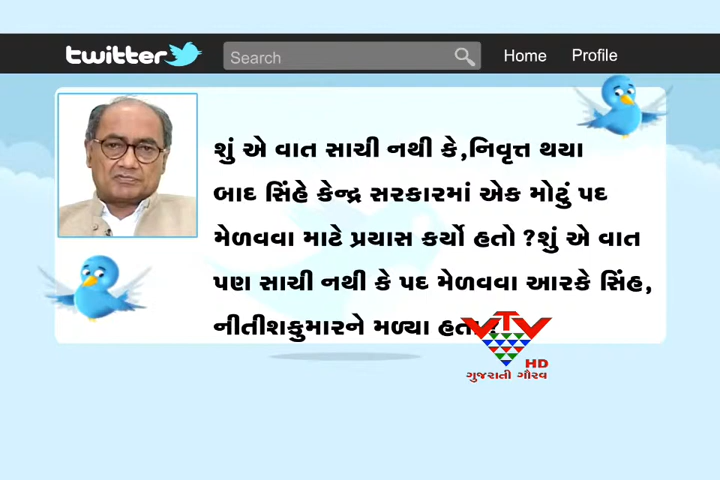 twitter Search Home Profile
શું એ વાત સાચી નથી કે,નિવૃત્ત થયા
બાદ સિંહે કેન્દ્ર સરકારમાં એક મોટું પદ
મેળવવા માટે પ્રયાસ કર્યો હતો ?શું એ વાત
પણ સાચી નથી કે પદ મેળવવા આરકે સિંહ,
નીતીશકુમારને મળ્યા હતા ?
VTV
HD
ગુજરાતી ગૌરવ